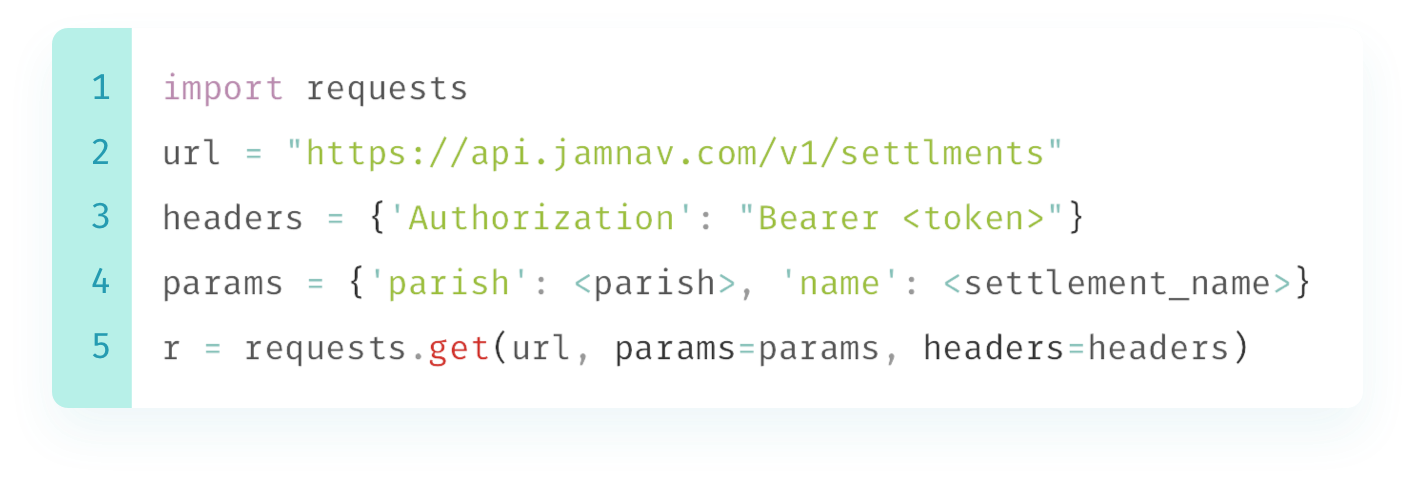 1 import requests
2 url = "https://api.jamnav.com/v1/settlments"
3 headers = {'Authorization': "Bearer <token>"}
4 params = {'parish': <parish>, 'name': <settlement_name>}
5 r = requests.get(url, params=params, headers=headers)